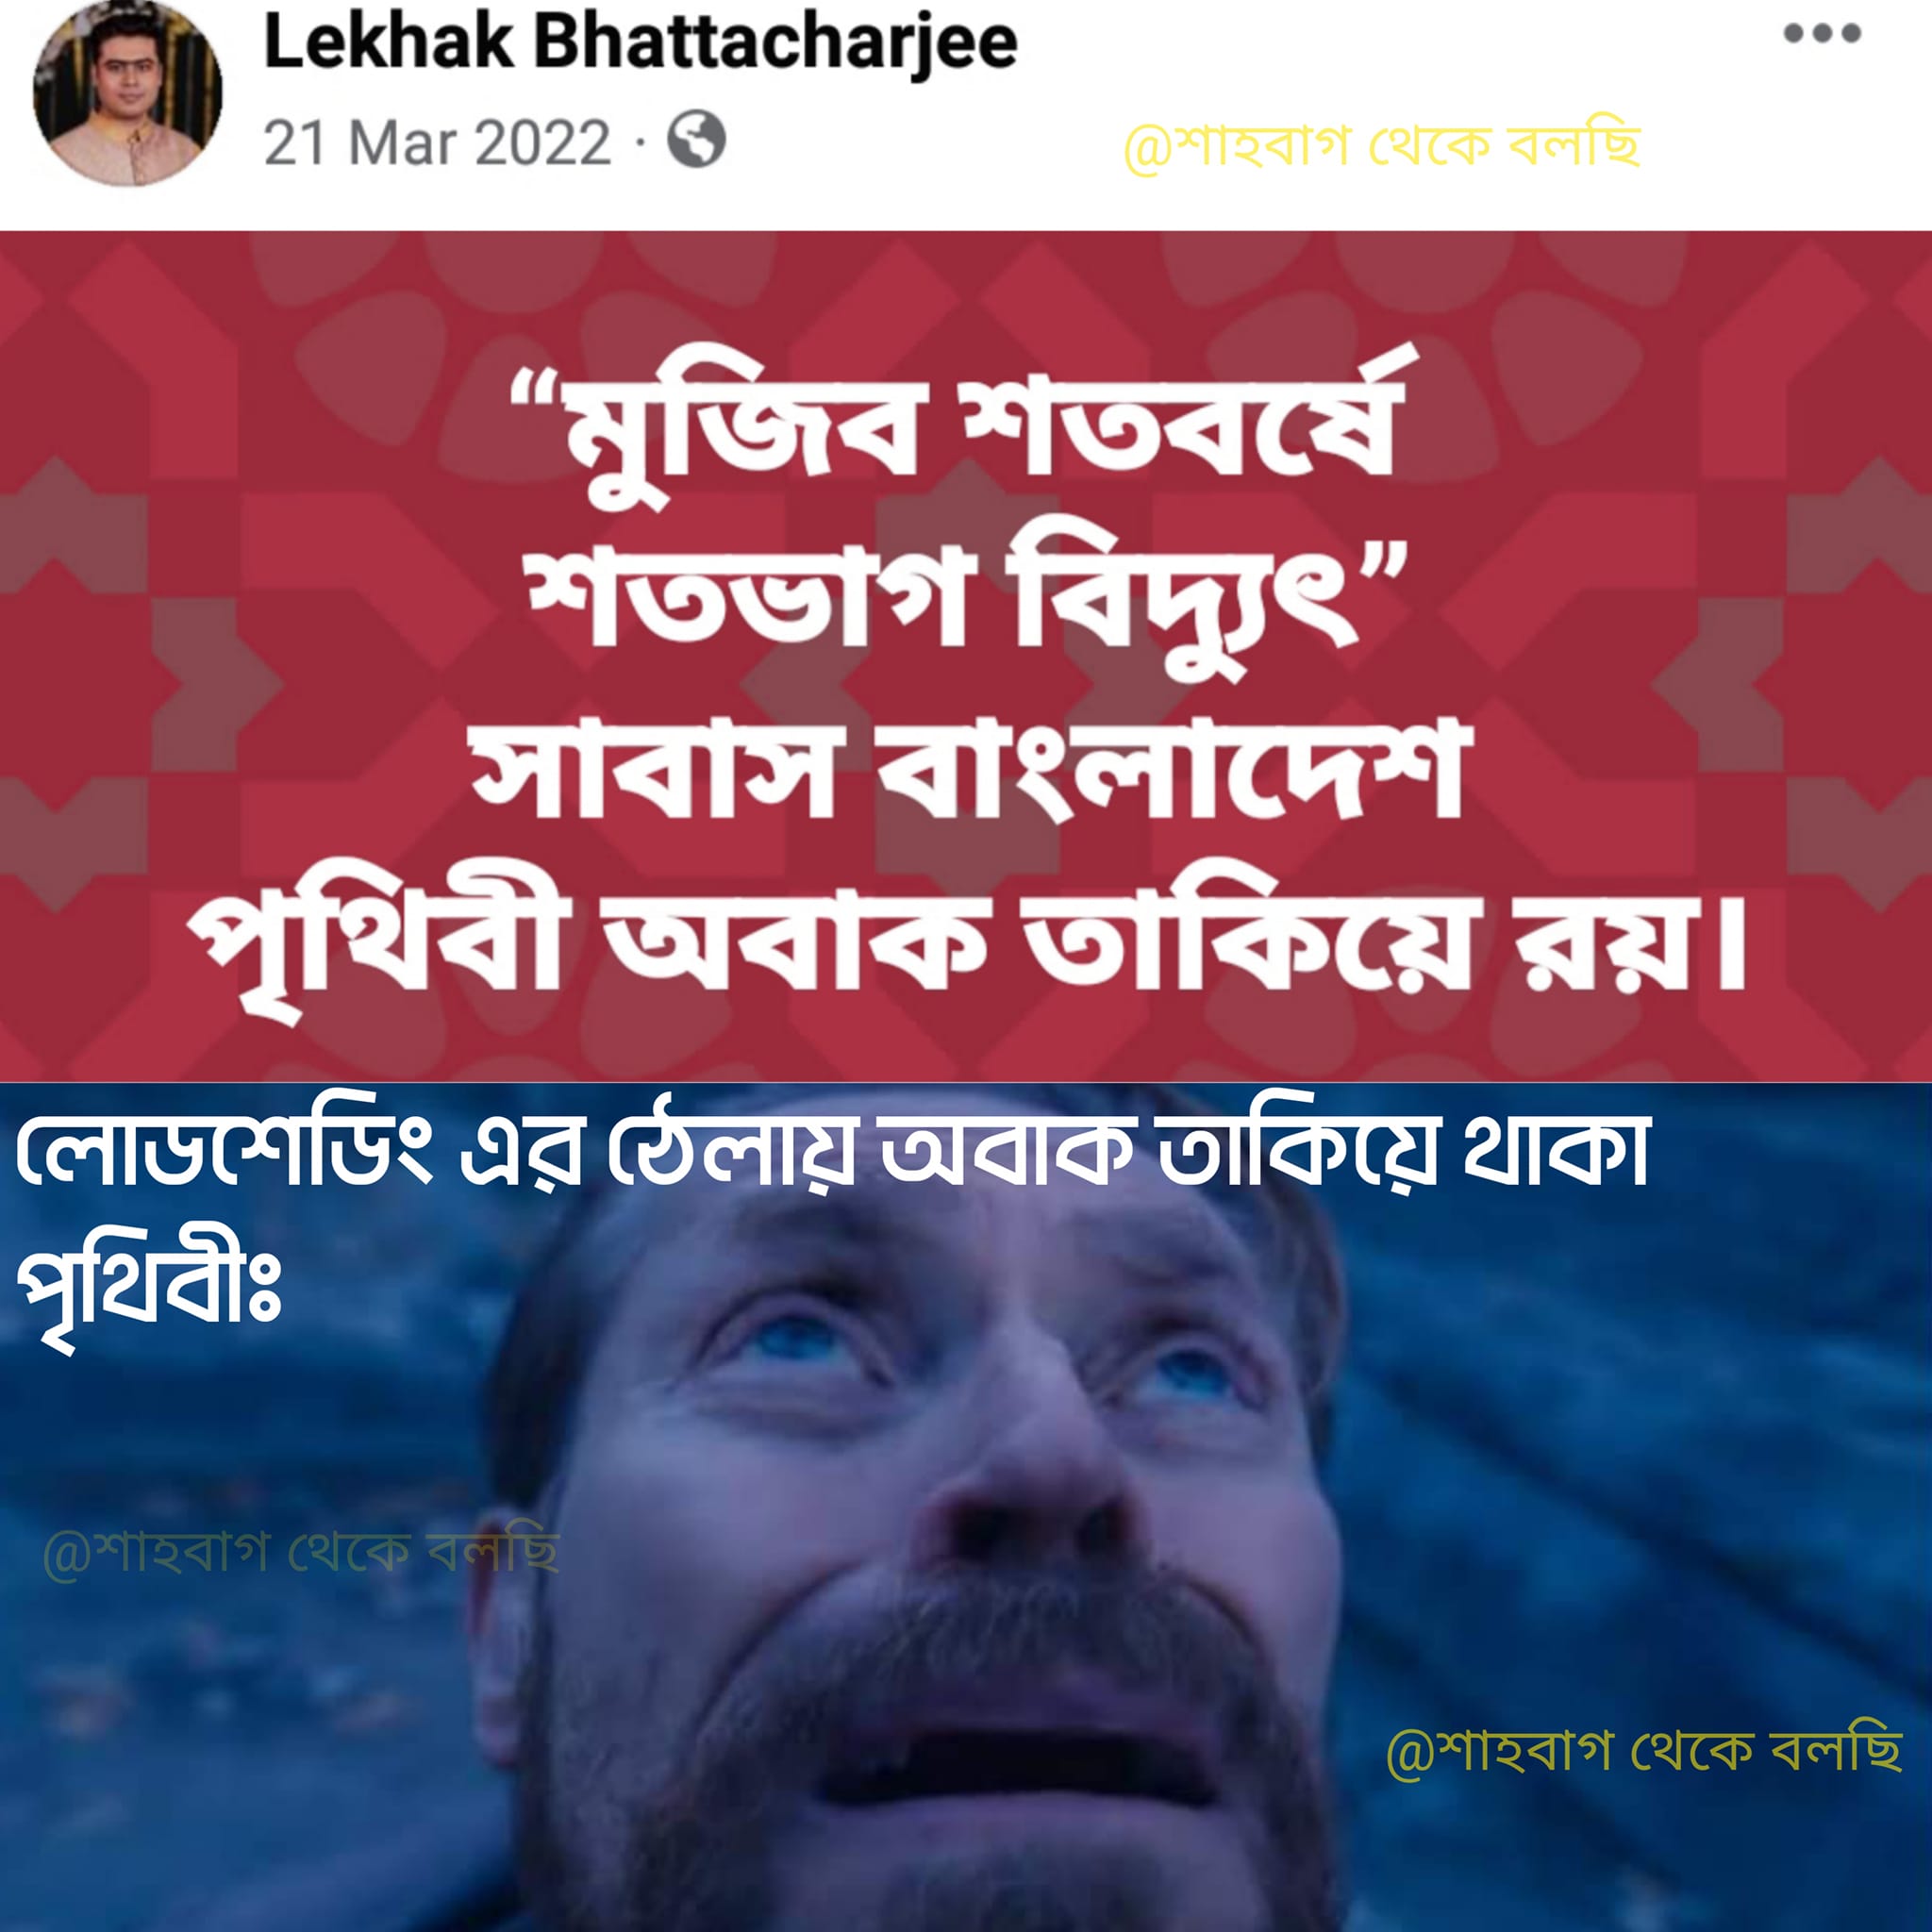 Lekhak Bhattacharjee
21 Mar 2022 ·
@শাহবাগ থেকে বলছি
“মুজিব শতবর্ষে
শতভাগ বিদ্যুৎ”
সাবাস বাংলাদেশ
পৃথিবী অবাক তাকিয়ে রয়।
লোডশেডিং এর ঠেলায় অবাক তাকিয়ে থাকা
পৃথিবীঃ
@শাহবাগ থেকে বলছি
@শাহবাগ থেকে বলছি